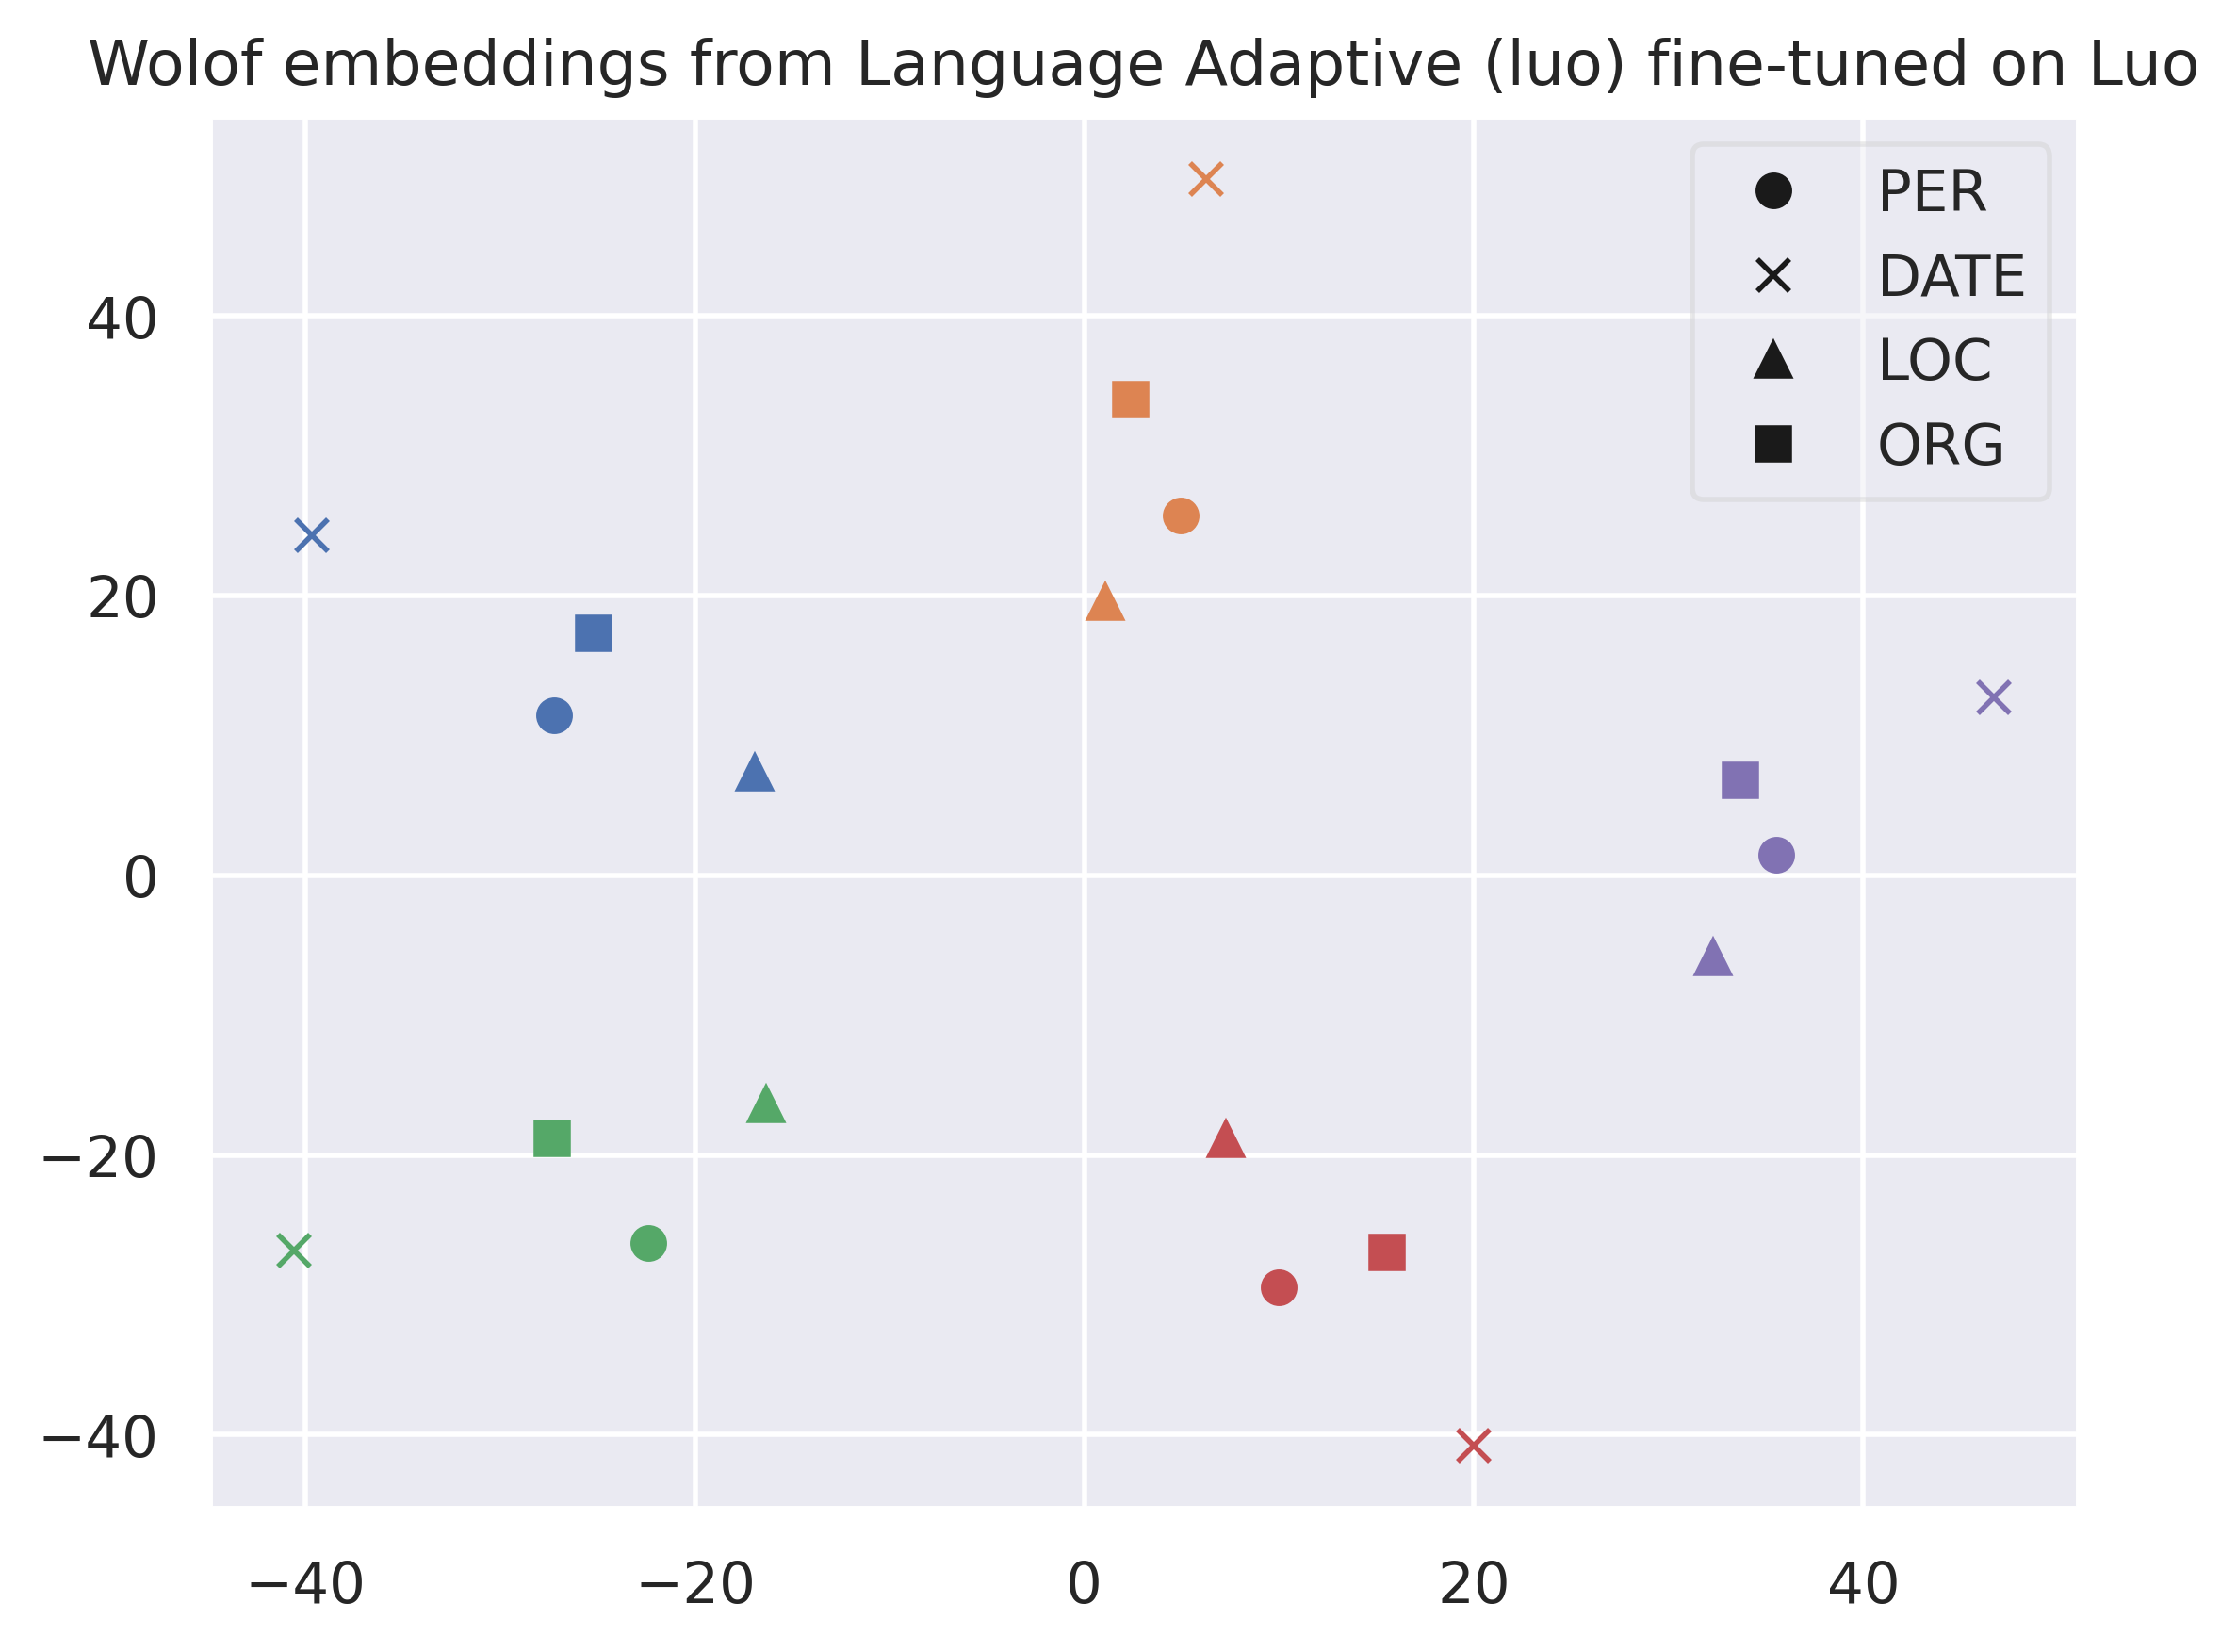 Wolof embeddings from Language Adaptive (luo) fine-tuned on Luo
PER
DATE
LOC
ORG
40
20
0
−20
−40
−40 −20 0 20 40